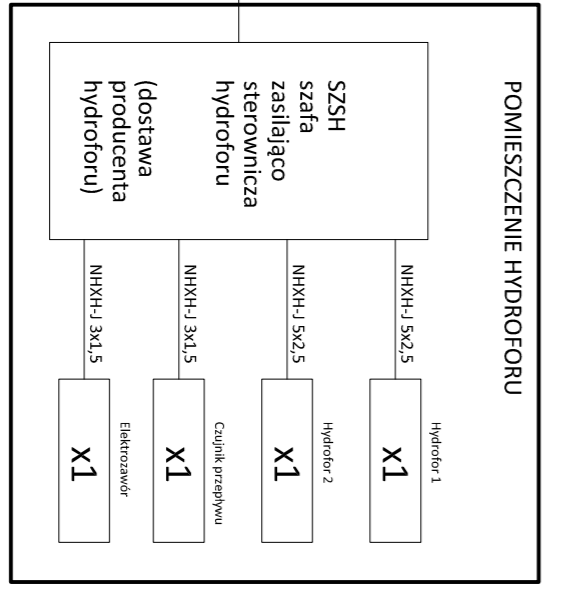 POMIESZCZENIE HYDROFORU
SZSH
szafa
zasilająco
sterownicza
hydroforu
(dostawa
producenta
hydroforu)
NHXH-J 5x2,5
Hydrofor 1
x1
NHXH-J 5x2,5
Hydrofor 2
x1
NHXH-J 3x1,5
Czujnik przepływu
x1
NHXH-J 3x1,5
Elektrozawór
x1